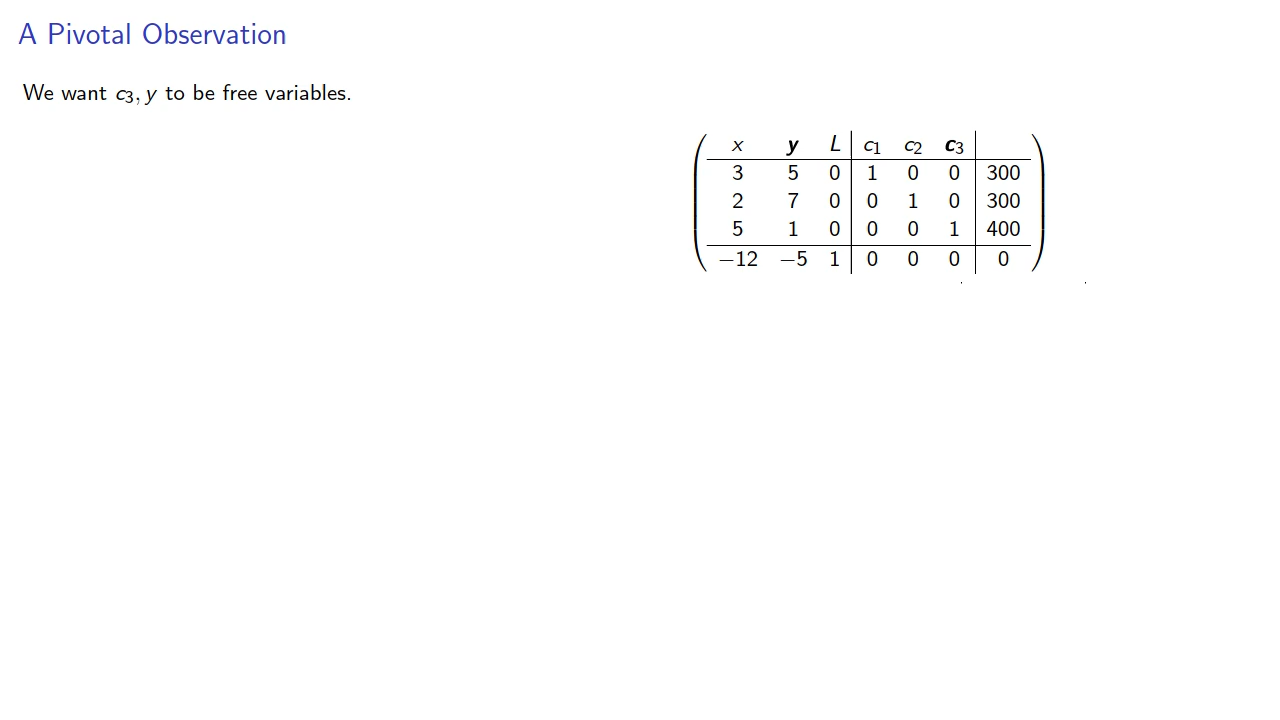 A Pivotal Observation
We want c₃, y to be free variables.
x y L c₁ c₂ c₃
3 5 0 1 0 0 300
2 7 0 0 1 0 300
5 1 0 0 0 1 400
−12 −5 1 0 0 0 0